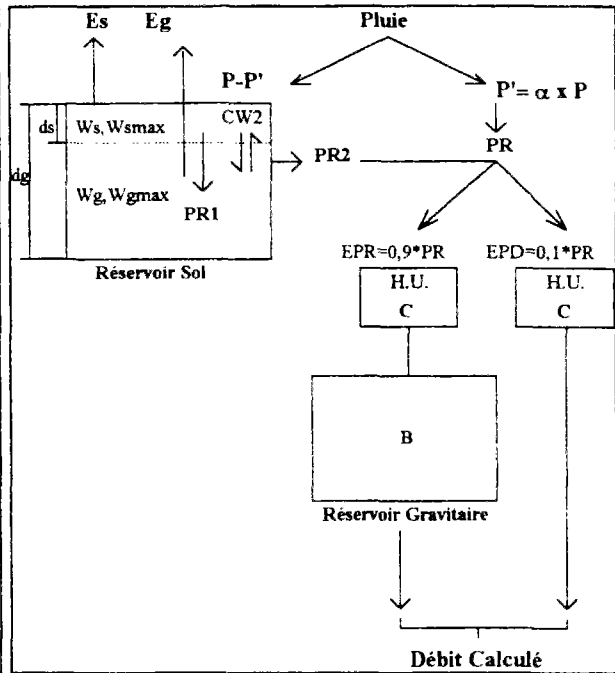 Es Eg Pluie
P-P' P'= α x P
ds Ws, Wsmax CW2
PR
dg PR2
Wg, Wgmax PR1
EPR=0,9*PR EPD=0,1*PR
Réservoir Sol
H.U. H.U.
C C
B
Réservoir Gravitaire
Débit Calculé